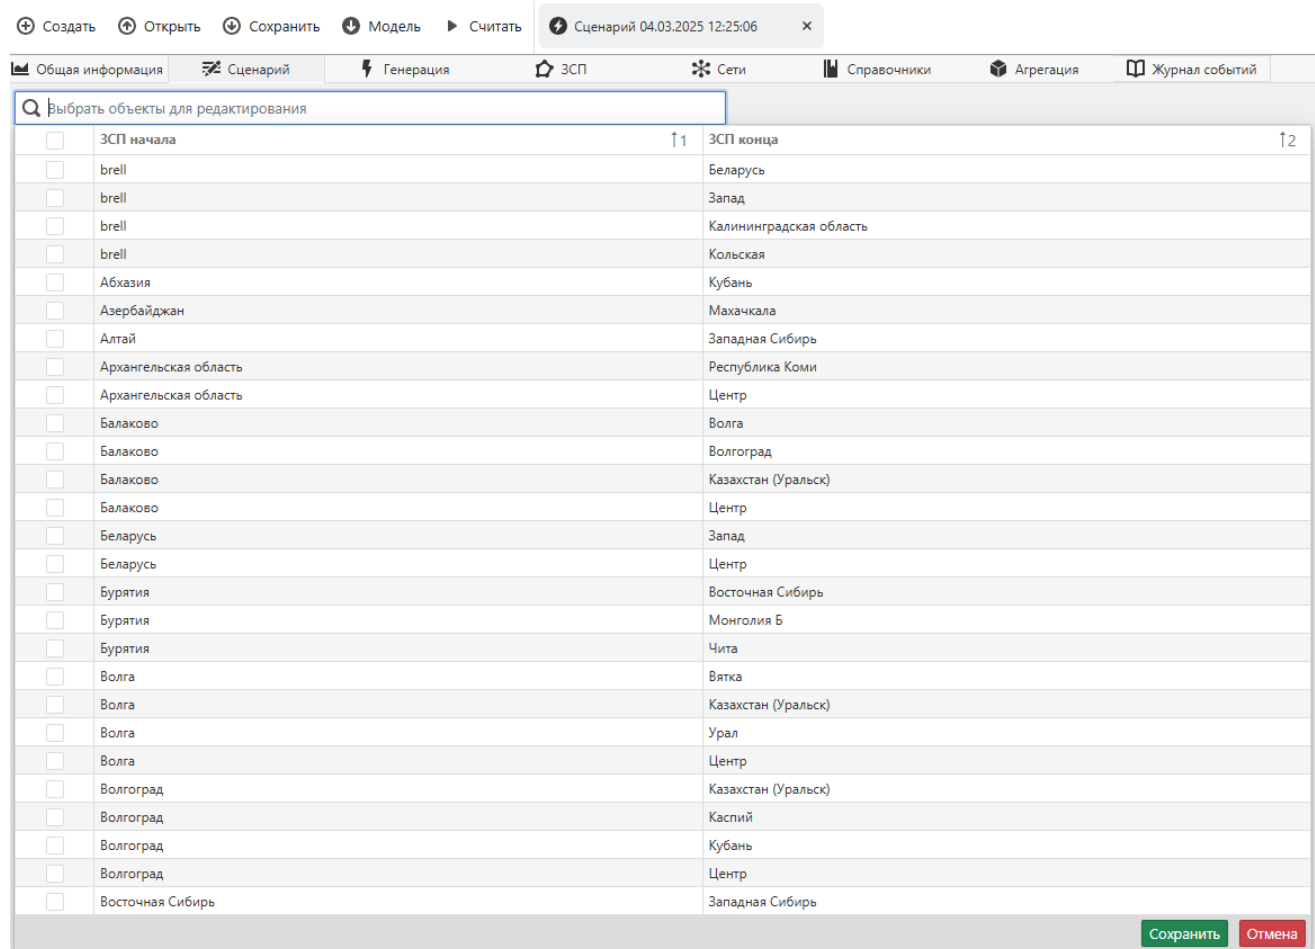 Создать Открыть Сохранить Модель Считать Сценарий 04.03.2025 12:25:06 ×
Общая информация Сценарий Генерация ЗСП Сети Справочники Агрегация Журнал событий
Выбрать объекты для редактирования
ЗСП начала ↑1 ЗСП конца ↑2
brell Беларусь
brell Запад
brell Калининградская область
brell Кольская
Абхазия Кубань
Азербайджан Махачкала
Алтай Западная Сибирь
Архангельская область Республика Коми
Архангельская область Центр
Балаково Волга
Балаково Волгоград
Балаково Казахстан (Уральск)
Балаково Центр
Беларусь Запад
Беларусь Центр
Бурятия Восточная Сибирь
Бурятия Монголия Б
Бурятия Чита
Волга Вятка
Волга Казахстан (Уральск)
Волга Урал
Волга Центр
Волгоград Казахстан (Уральск)
Волгоград Каспий
Волгоград Кубань
Волгоград Центр
Восточная Сибирь Западная Сибирь
Сохранить Отмена